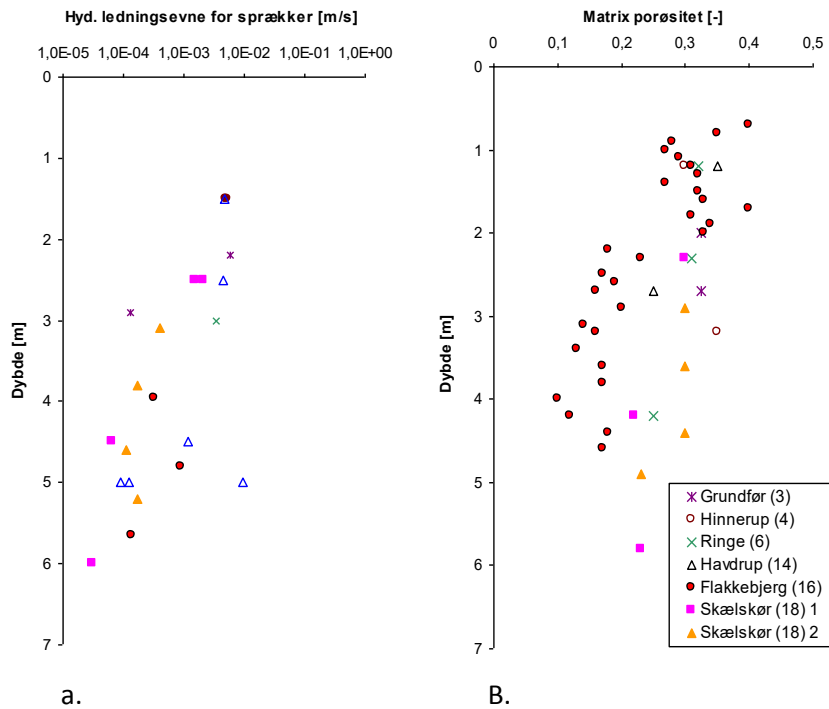 Hyd. ledningsevne for sprækker [m/s]
1,0E-05 1,0E-04 1,0E-03 1,0E-02 1,0E-01 1,0E+00
0
1
2
3
4
5
6
7
Dybde [m]
a.
Matrix porøsitet [-]
0 0,1 0,2 0,3 0,4 0,5
0
1
2
3
4
5
6
7
Dybde [m]
Grundfør (3)
Hinnerup (4)
Ringe (6)
Havdrup (14)
Flakkebjerg (16)
Skælskør (18) 1
Skælskør (18) 2
B.